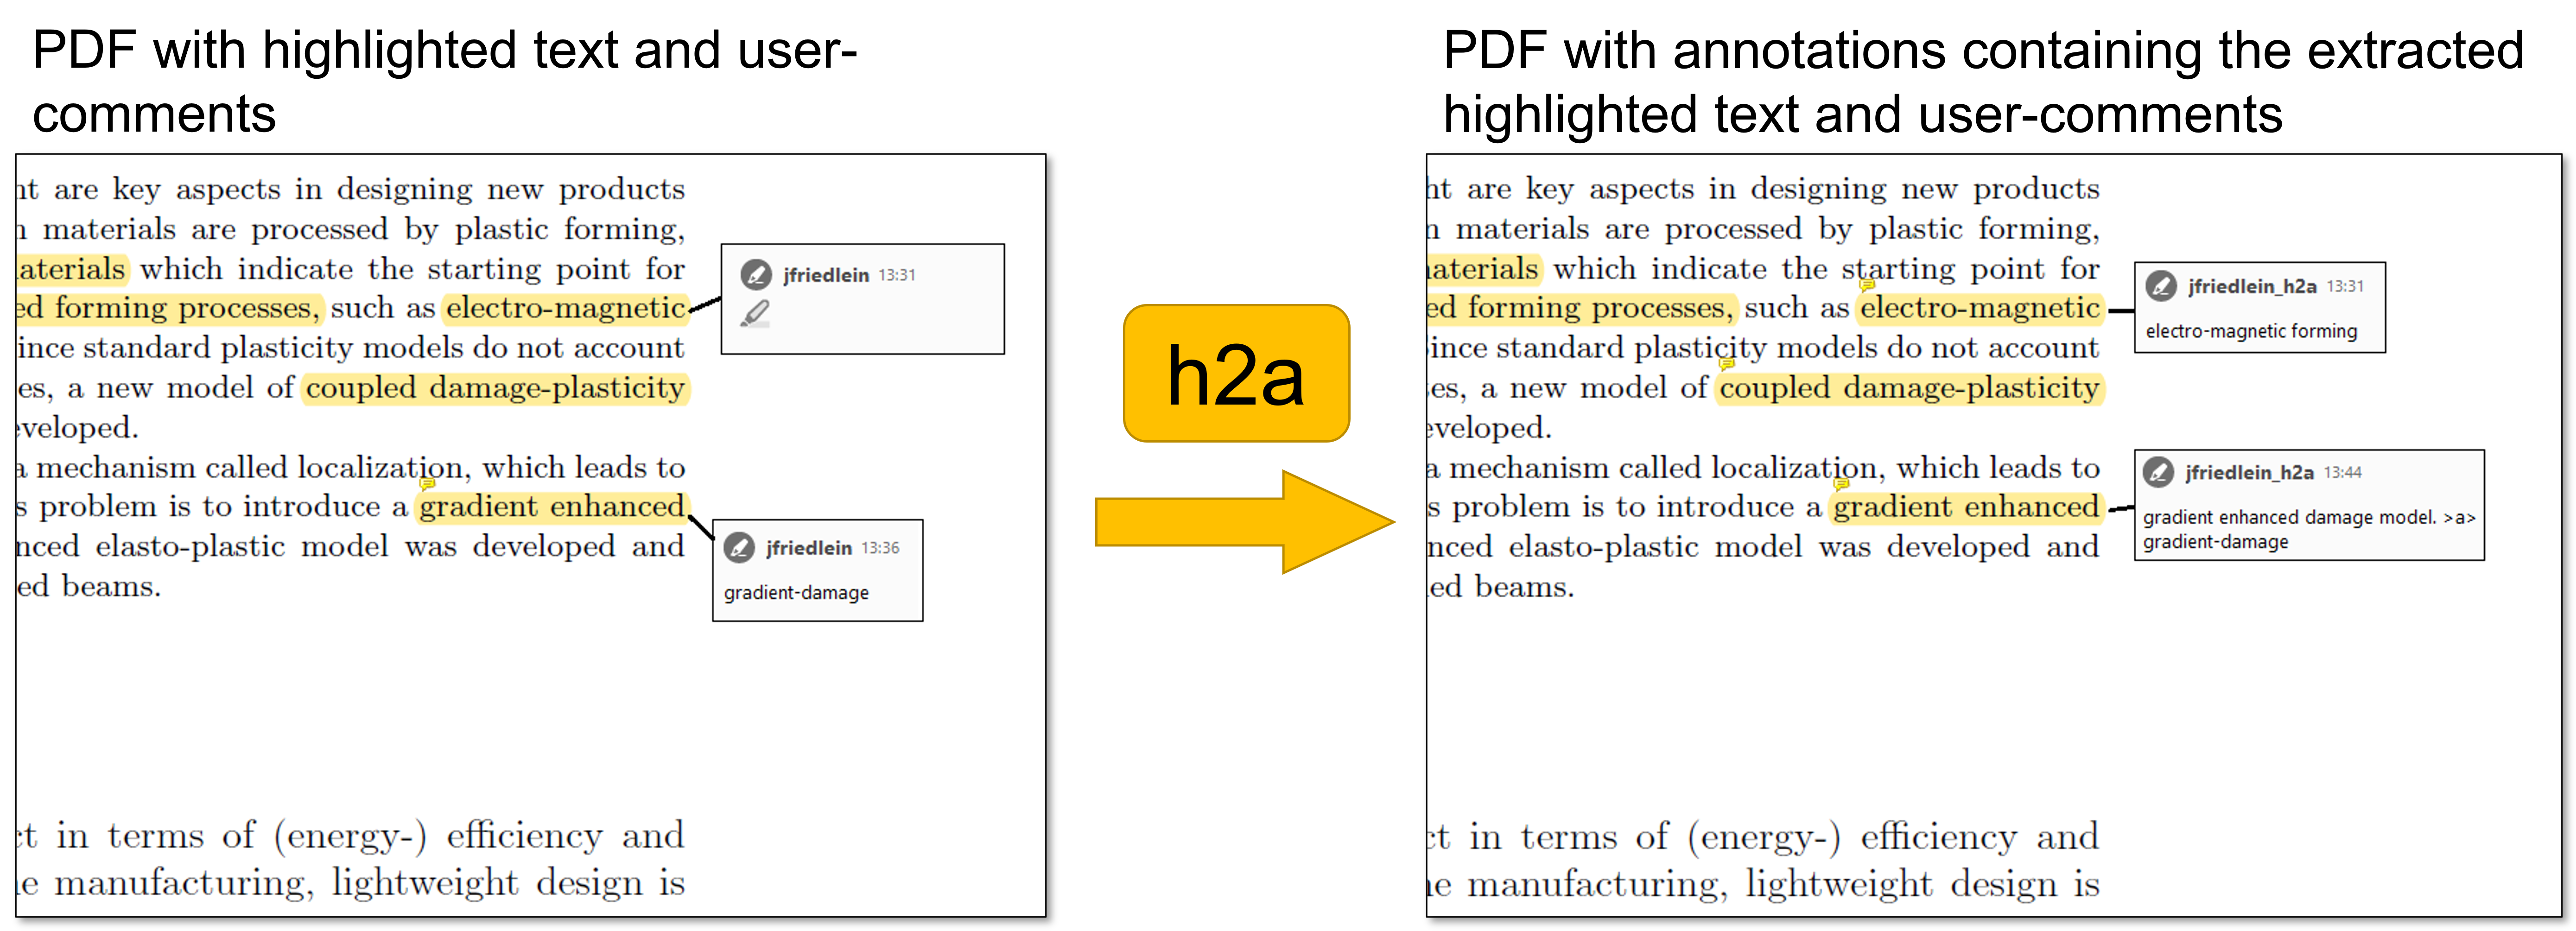 PDF with highlighted text and user-
comments
nt are key aspects in designing new products
n materials are processed by plastic forming,
aterials which indicate the starting point for
ed forming processes, such as electro-magnetic
ince standard plasticity models do not account
es, a new model of coupled damage-plasticity
eveloped.
a mechanism called localization, which leads to
s problem is to introduce a gradient enhanced
nced elasto-plastic model was developed and
ed beams.
ct in terms of (energy-) efficiency and
e manufacturing, lightweight design is
jfriedlein 13:31
jfriedlein 13:36
gradient-damage
h2a
PDF with annotations containing the extracted
highlighted text and user-comments
ht are key aspects in designing new products
n materials are processed by plastic forming,
naterials which indicate the starting point for
ed forming processes, such as electro-magnetic
Since standard plasticity models do not account
es, a new model of coupled damage-plasticity
eveloped.
a mechanism called localization, which leads to
s problem is to introduce a gradient enhanced
nced elasto-plastic model was developed and
ed beams.
ct in terms of (energy-) efficiency and
ne manufacturing, lightweight design is
jfriedlein_h2a 13:31
electro-magnetic forming
jfriedlein_h2a 13:44
gradient enhanced damage model. >a>
gradient-damage